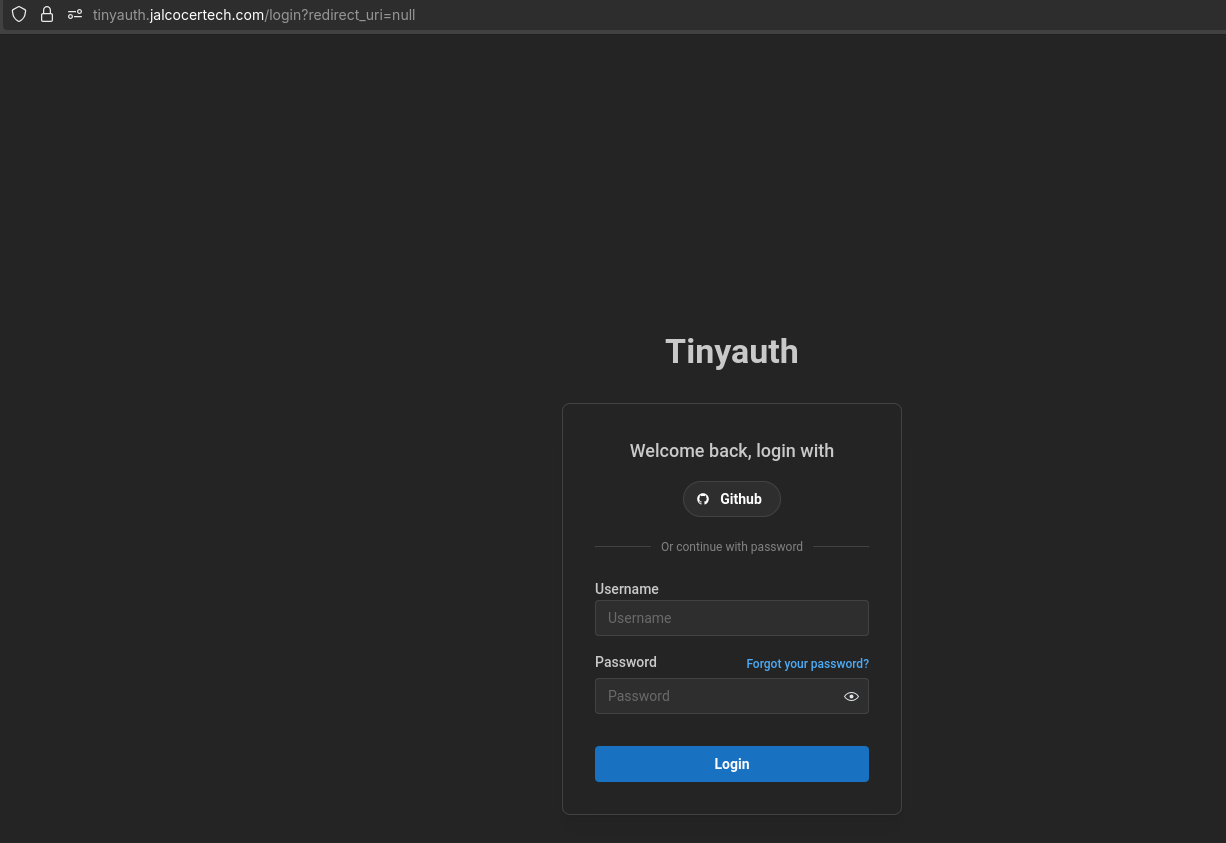 tinyauth.jalcocertech.com/login?redirect_uri=null
Tinyauth
Welcome back, login with
Github
Or continue with password
Username
Username
Password Forgot your password?
Password
Login